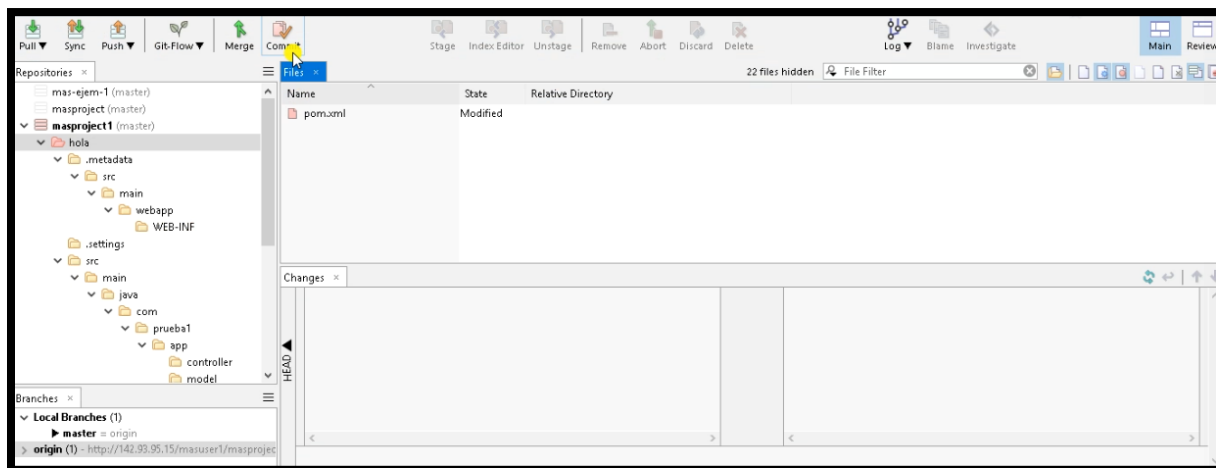 Pull▼ Sync Push▼ Git-Flow▼ Merge Stage Index Editor Unstage Remove Abort Discard Delete Log▼ Blame Investigate Main Review
Repositories × Files × 22 files hidden File Filter
mas-ejem-1 (master)
masproject (master)
masproject1 (master)
hola
.metadata
src
main
webapp
WEB-INF
.settings
src
main
java
com
prueba1
app
controller
model
Name State Relative Directory
pom.xml Modified
Changes ×
HEAD
Branches ×
Local Branches (1)
master = origin
origin (1) - http://142.93.95.15/masuser1/masprojec